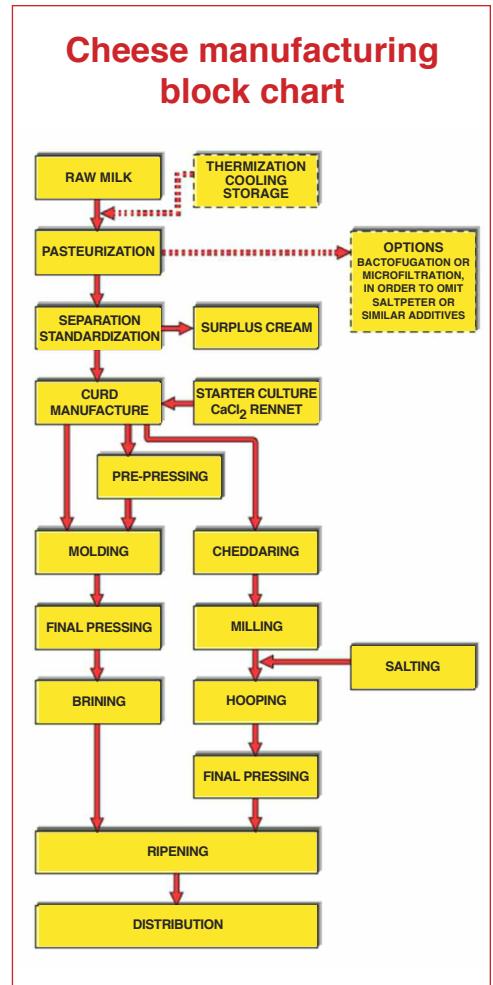 Cheese manufacturing
block chart
RAW MILK
THERMIZATION
COOLING
STORAGE
PASTEURIZATION
OPTIONS
BACTOFUGATION OR
MICROFILTRATION,
IN ORDER TO OMIT
SALTPETER OR
SIMILAR ADDITIVES
SEPARATION
STANDARDIZATION
SURPLUS CREAM
CURD
MANUFACTURE
STARTER CULTURE
CaCl₂ RENNET
PRE-PRESSING
MOLDING
CHEDDARING
FINAL PRESSING
MILLING
SALTING
BRINING
HOOPING
FINAL PRESSING
RIPENING
DISTRIBUTION